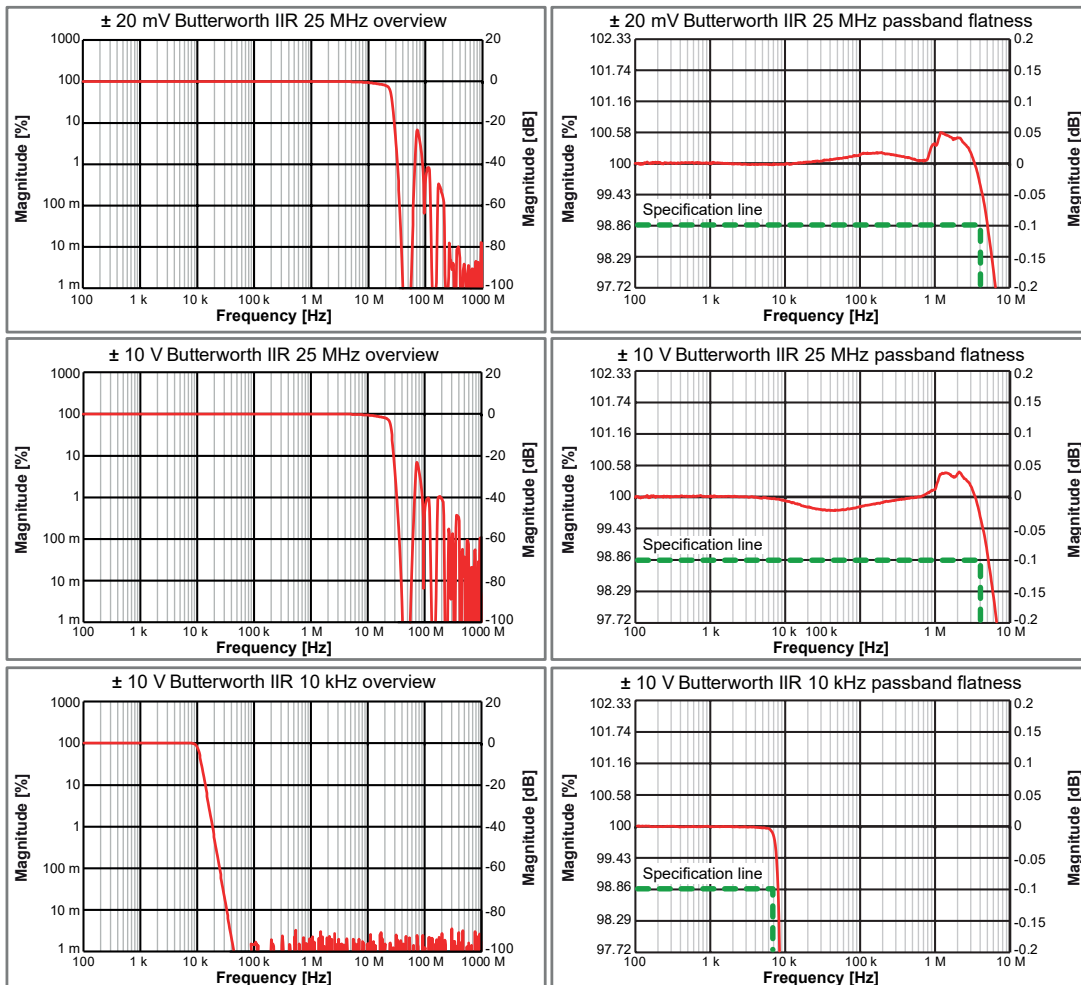 ± 20 mV Butterworth IIR 25 MHz overview
1000
100
10
1
100 m
10 m
1 m
Magnitude [%]
20
0
-20
-40
-60
-80
-100
Magnitude [dB]
100 1 k 10 k 100 k 1 M 10 M 100 M 1000 M
Frequency [Hz]
± 20 mV Butterworth IIR 25 MHz passband flatness
102.33
101.74
101.16
100.58
100
99.43
98.86
98.29
97.72
Magnitude [%]
Specification line
0.2
0.15
0.1
0.05
0
-0.05
-0.1
-0.15
-0.2
Magnitude [dB]
100 1 k 10 k 100 k 1 M 10 M
Frequency [Hz]
± 10 V Butterworth IIR 25 MHz overview
1000
100
10
1
100 m
10 m
1 m
Magnitude [%]
20
0
-20
-40
-60
-80
-100
Magnitude [dB]
100 1 k 10 k 100 k 1 M 10 M 100 M 1000 M
Frequency [Hz]
± 10 V Butterworth IIR 25 MHz passband flatness
102.33
101.74
101.16
100.58
100
99.43
98.86
98.29
97.72
Magnitude [%]
Specification line
0.2
0.15
0.1
0.05
0
-0.05
-0.1
-0.15
-0.2
Magnitude [dB]
100 1 k 10 k 100 k 1 M 10 M
Frequency [Hz]
± 10 V Butterworth IIR 10 kHz overview
1000
100
10
1
100 m
10 m
1 m
Magnitude [%]
20
0
-20
-40
-60
-80
-100
Magnitude [dB]
100 1 k 10 k 100 k 1 M 10 M 100 M 1000 M
Frequency [Hz]
± 10 V Butterworth IIR 10 kHz passband flatness
102.33
101.74
101.16
100.58
100
99.43
98.86
98.29
97.72
Magnitude [%]
Specification line
0.2
0.15
0.1
0.05
0
-0.05
-0.1
-0.15
-0.2
Magnitude [dB]
100 1 k 10 k 100 k 1 M 10 M
Frequency [Hz]